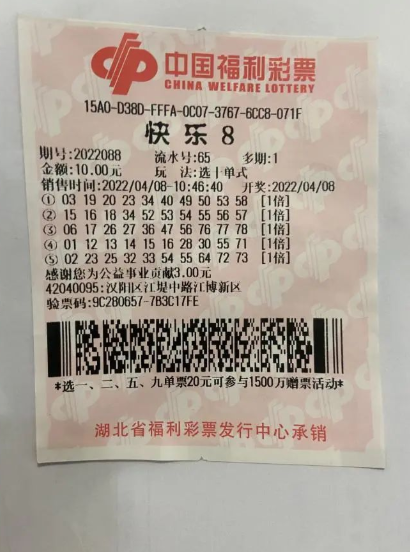 中国福利彩票
CHINA WELFARE LOTTERY
15A0-D38D-FFFA-0C07-3767-6CC8-071F
快乐8
期号:2022088 流水号:65 多期:1
金额:10.00元 玩 法:选十单式
销售时间:2022/04/08-10:46:40 开奖:2022/04/08
① 03 19 20 23 34 40 49 50 53 58 [1倍]
② 15 16 18 34 52 53 54 55 56 57 [1倍]
③ 06 17 26 27 36 47 56 76 77 78 [1倍]
④ 01 12 13 14 15 16 28 30 55 71 [1倍]
⑤ 02 23 25 32 33 54 55 64 72 73 [1倍]
感谢您为公益事业贡献3.00元
42040095:汉阳区江堤中路江博新区
验票码:9C280657-7B3C17FE
*选一、二、五、九单票20元可参与1500万赠票活动*
湖北省福利彩票发行中心承销